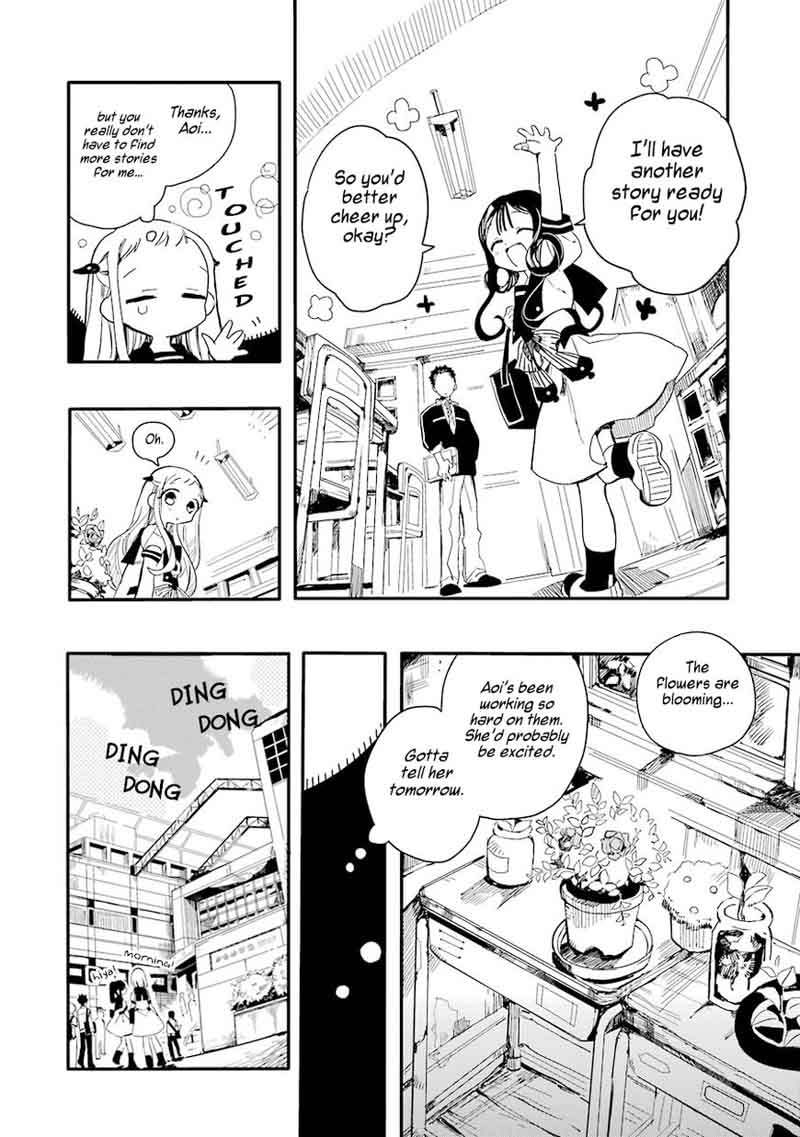 I'll have
another
story ready
for you!
So you'd
better
cheer up,
okay?
Thanks,
Aoi...
but you
really don't
have to find
more stories
for me...
TOUCHED
Oh.
The
flowers are
blooming...
Aoi's been
working so
hard on them.
She'd probably
be excited.
Gotta
tell her
tomorrow.
DING
DONG
DING
DONG
morning!
hiya!